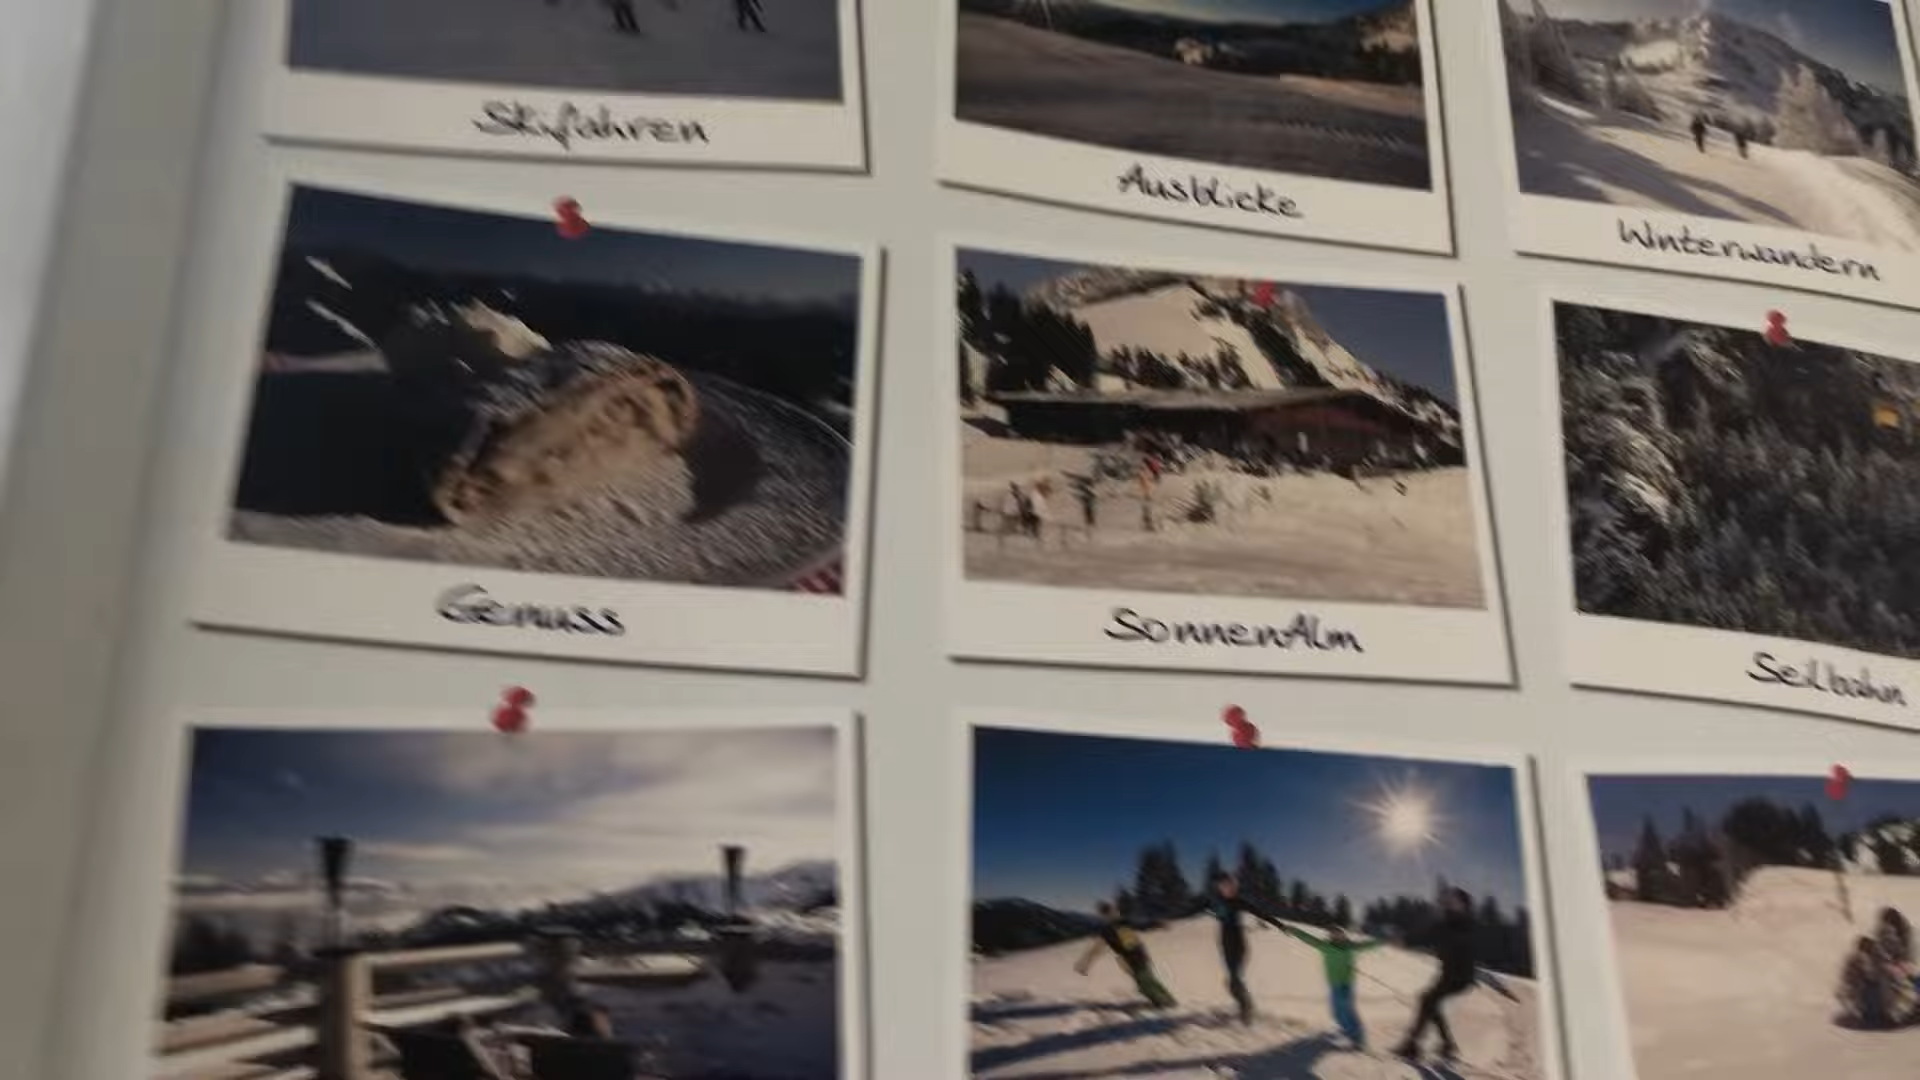 Skifahren
Ausblicke
Winterwandern
Genuss
SonnenAlm
Seilbahn